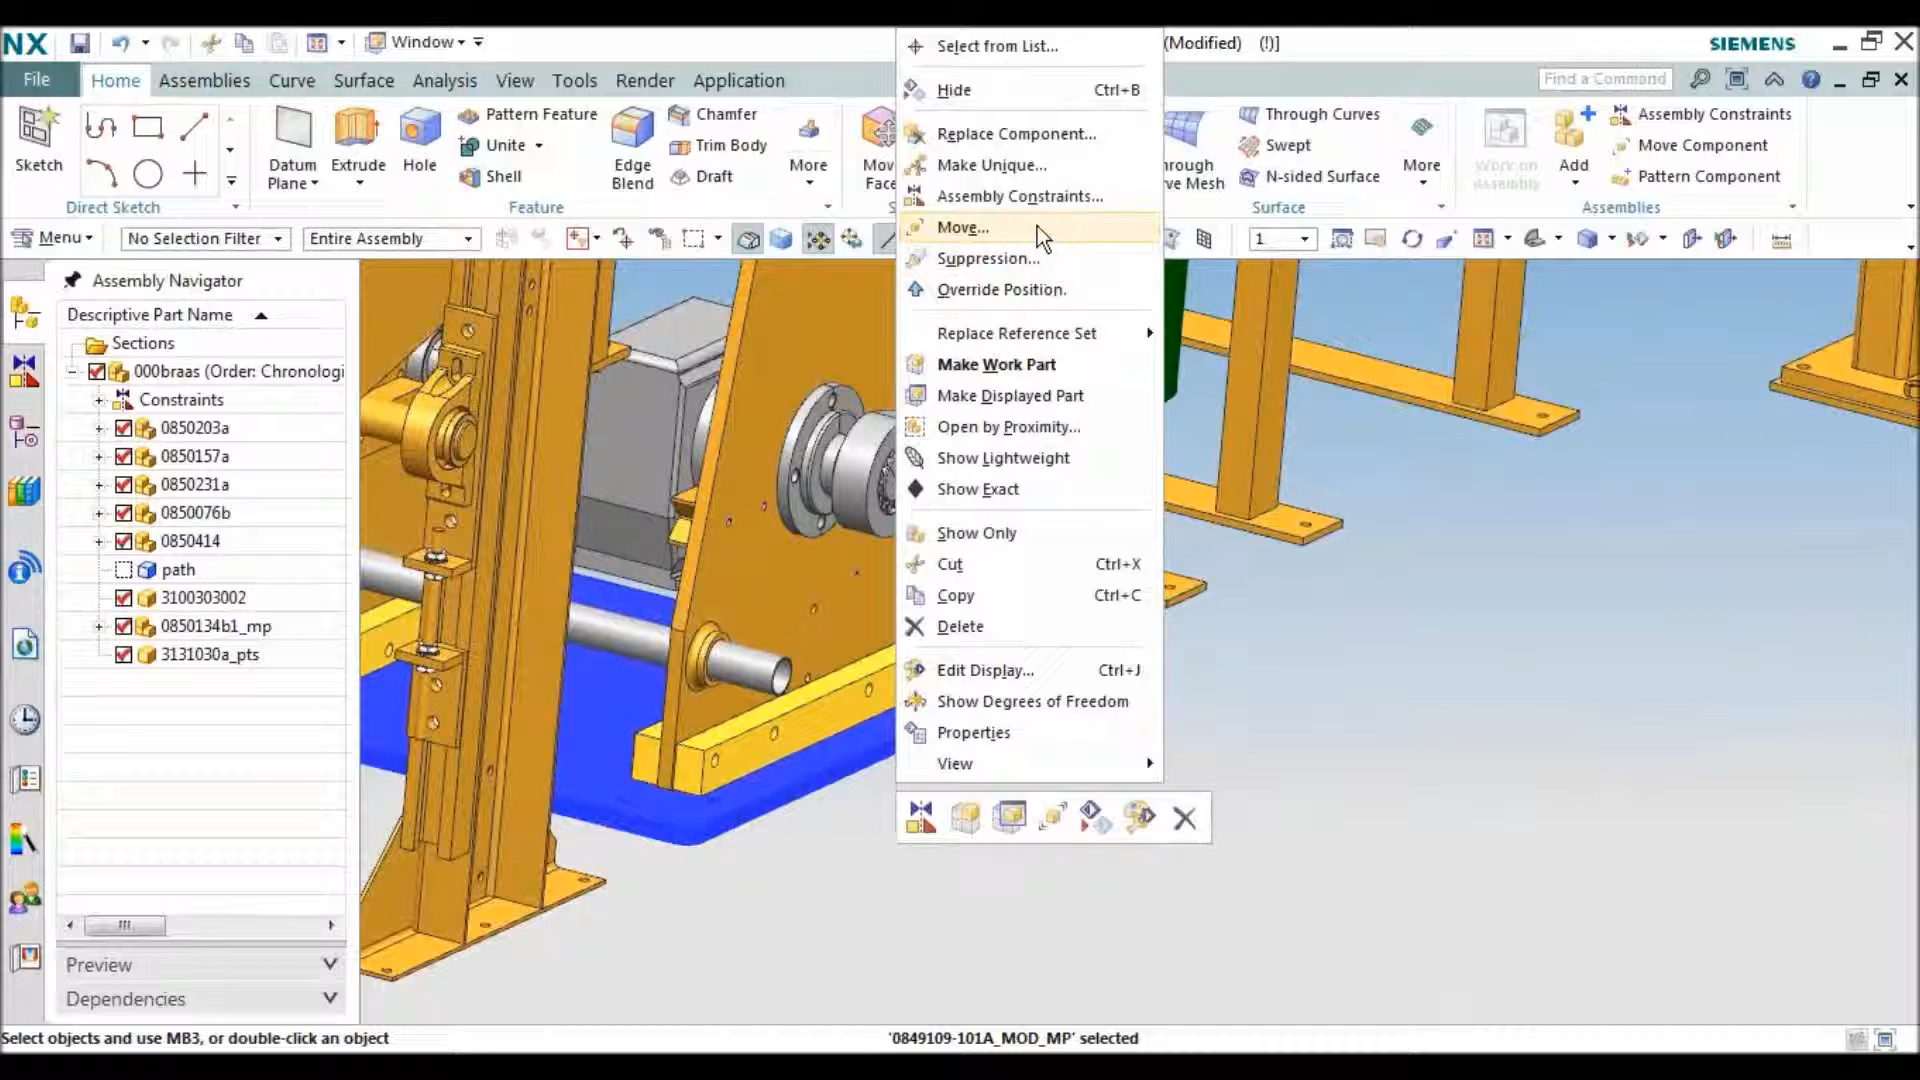 NX
Window
(Modified) (!)]
SIEMENS
File
Home
Assemblies
Curve
Surface
Analysis
View
Tools
Render
Application
Find a Command
Sketch
Datum
Plane
Extrude
Hole
Pattern Feature
Unite
Shell
Edge
Blend
Chamfer
Trim Body
Draft
More
Mov
Face
Through Curves
Swept
N-sided Surface
More
Work on
Assembly
Add
Assembly Constraints
Move Component
Pattern Component
Direct Sketch
Feature
Surface
Assemblies
Menu
No Selection Filter
Entire Assembly
1
Assembly Navigator
Descriptive Part Name
Sections
000braas (Order: Chronologi
Constraints
0850203a
0850157a
0850231a
0850076b
0850414
path
3100303002
0850134b1_mp
3131030a_pts
Preview
Dependencies
Select from List...
Hide Ctrl+B
Replace Component...
Make Unique...
Assembly Constraints...
Move...
Suppression...
Override Position.
Replace Reference Set
Make Work Part
Make Displayed Part
Open by Proximity...
Show Lightweight
Show Exact
Show Only
Cut Ctrl+X
Copy Ctrl+C
Delete
Edit Display... Ctrl+J
Show Degrees of Freedom
Properties
View
Select objects and use MB3, or double-click an object
'0849109-101A_MOD_MP' selected